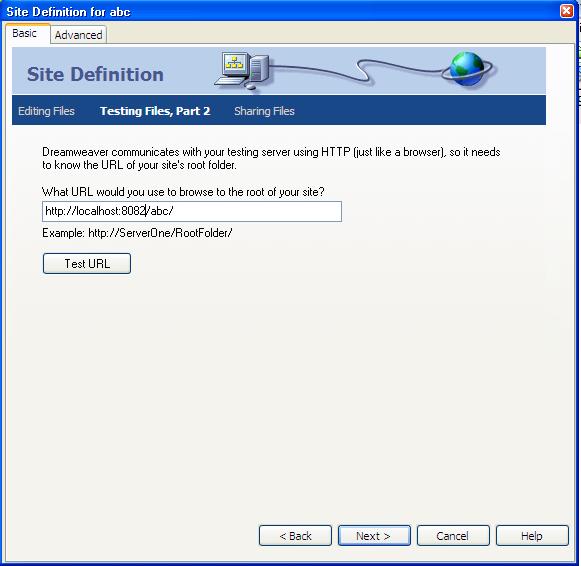 Site Definition for abc
Basic
Advanced
Site Definition
Editing Files
Testing Files, Part 2
Sharing Files
Dreamweaver communicates with your testing server using HTTP (just like a browser), so it needs
to know the URL of your site's root folder.
What URL would you use to browse to the root of your site?
http://localhost:8082/abc/
Example: http://ServerOne/RootFolder/
Test URL
< Back
Next >
Cancel
Help